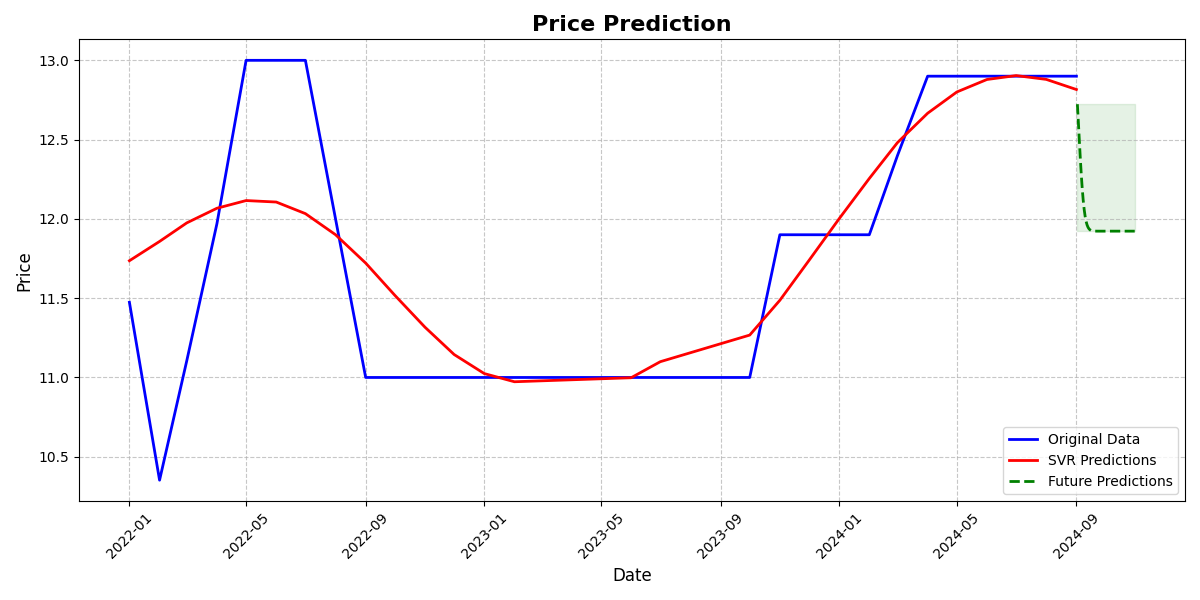 Price Prediction
Price
13.0
12.5
12.0
11.5
11.0
10.5
Original Data
SVR Predictions
Future Predictions
2022-01
2022-05
2022-09
2023-01
2023-05
2023-09
2024-01
2024-05
2024-09
Date